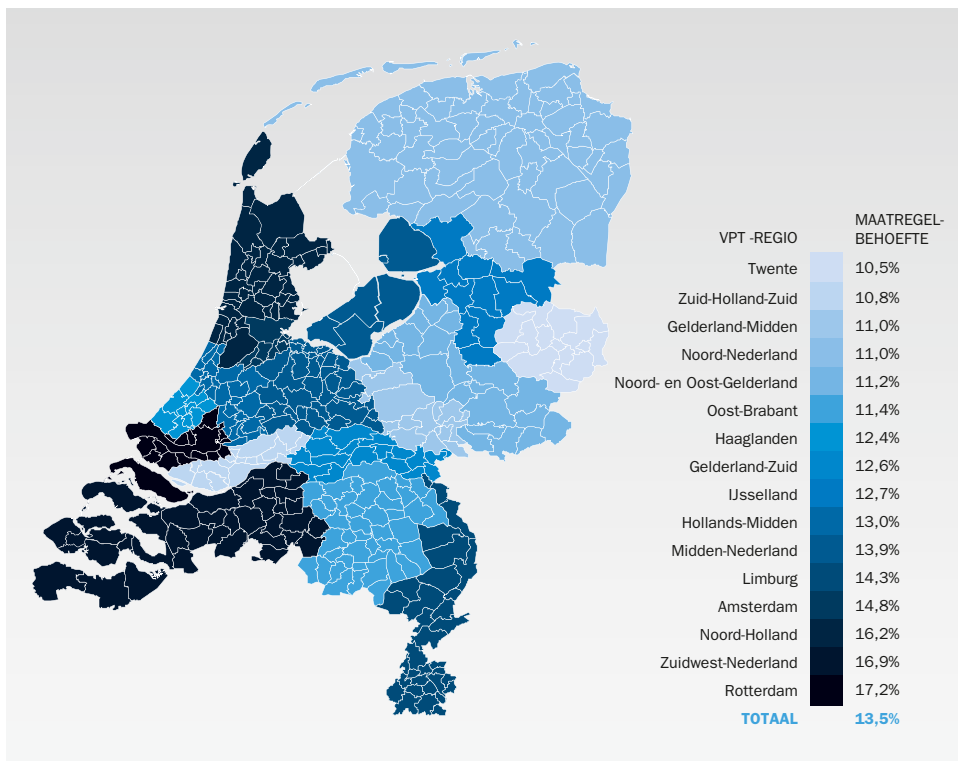 VPT -REGIO
MAATREGEL-
BEHOEFTE
Twente 10,5%
Zuid-Holland-Zuid 10,8%
Gelderland-Midden 11,0%
Noord-Nederland 11,0%
Noord- en Oost-Gelderland 11,2%
Oost-Brabant 11,4%
Haaglanden 12,4%
Gelderland-Zuid 12,6%
IJsselland 12,7%
Hollands-Midden 13,0%
Midden-Nederland 13,9%
Limburg 14,3%
Amsterdam 14,8%
Noord-Holland 16,2%
Zuidwest-Nederland 16,9%
Rotterdam 17,2%
TOTAAL 13,5%